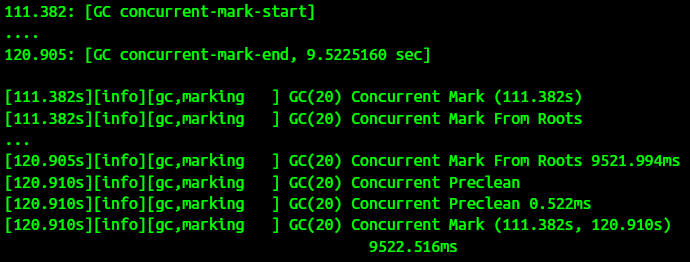 111.382: [GC concurrent-mark-start]
....
120.905: [GC concurrent-mark-end, 9.5225160 sec]
[111.382s][info][gc,marking   ] GC(20) Concurrent Mark (111.382s)
[111.382s][info][gc,marking   ] GC(20) Concurrent Mark From Roots
...
[120.905s][info][gc,marking   ] GC(20) Concurrent Mark From Roots 9521.994ms
[120.910s][info][gc,marking   ] GC(20) Concurrent Preclean
[120.910s][info][gc,marking   ] GC(20) Concurrent Preclean 0.522ms
[120.910s][info][gc,marking   ] GC(20) Concurrent Mark (111.382s, 120.910s)
9522.516ms